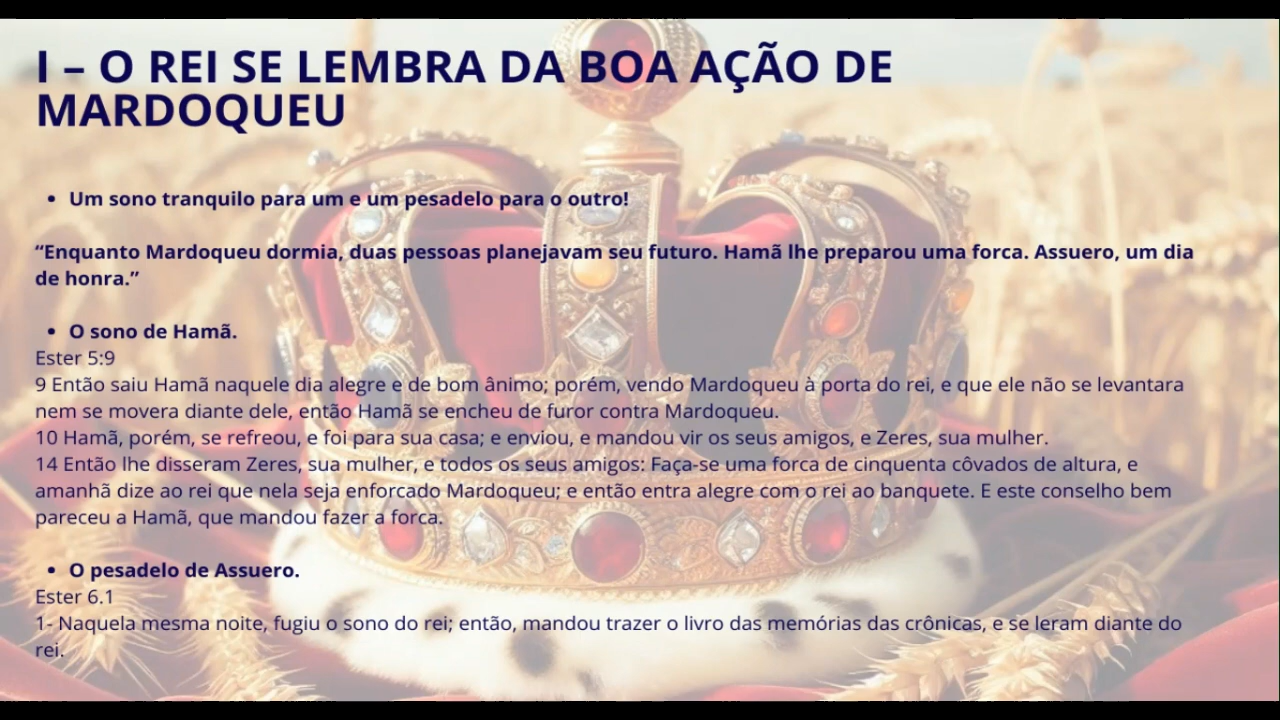 I – O REI SE LEMBRA DA BOA AÇÃO DE
MARDOQUEU
• Um sono tranquilo para um e um pesadelo para o outro!
“Enquanto Mardoqueu dormia, duas pessoas planejavam seu futuro. Hamã lhe preparou uma forca. Assuero, um dia
de honra.”
• O sono de Hamã.
Ester 5:9
9 Então saiu Hamã naquele dia alegre e de bom ânimo; porém, vendo Mardoqueu à porta do rei, e que ele não se levantara
nem se movera diante dele, então Hamã se encheu de furor contra Mardoqueu.
10 Hamã, porém, se refreou, e foi para sua casa; e enviou, e mandou vir os seus amigos, e Zeres, sua mulher.
14 Então lhe disseram Zeres, sua mulher, e todos os seus amigos: Faça-se uma forca de cinquenta côvados de altura, e
amanhã dize ao rei que nela seja enforcado Mardoqueu; e então entra alegre com o rei ao banquete. E este conselho bem
pareceu a Hamã, que mandou fazer a forca.
• O pesadelo de Assuero.
Ester 6.1
1- Naquela mesma noite, fugiu o sono do rei; então, mandou trazer o livro das memórias das crônicas, e se leram diante do
rei.